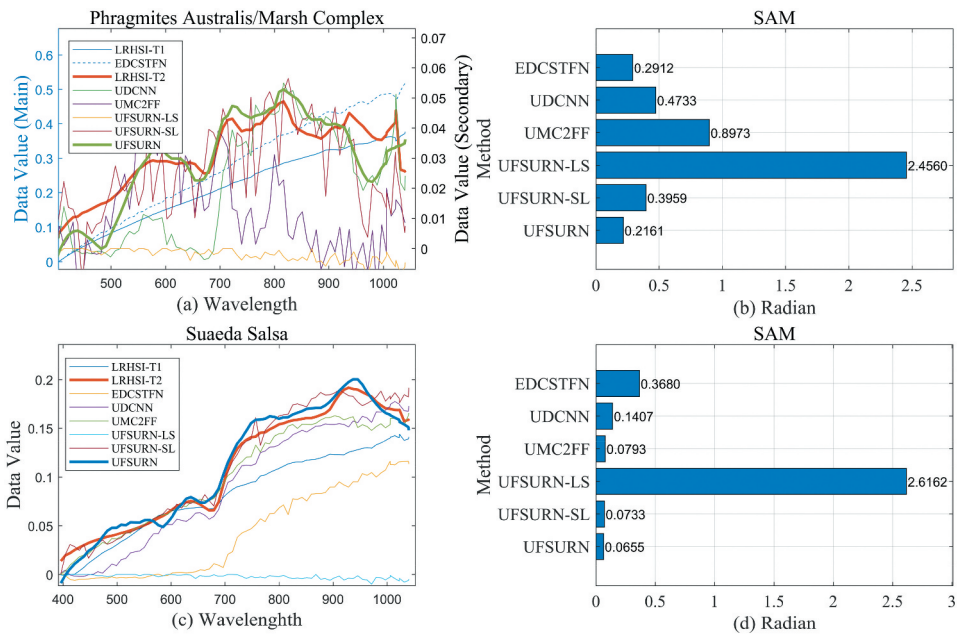 Phragmites Australis/Marsh Complex
0.6
0.5
0.4
0.3
0.2
0.1
0
Data Value (Main)
LRHSI-T1
EDCSTFN
LRHSI-T2
UDCNN
UMC2FF
UFSURN-LS
UFSURN-SL
UFSURN
0.07
0.06
0.05
0.04
0.03
0.02
0.01
0
Data Value (Secondary)
500 600 700 800 900 1000
(a) Wavelength
SAM
Method
EDCSTFN 0.2912
UDCNN 0.4733
UMC2FF 0.8973
UFSURN-LS 2.4560
UFSURN-SL 0.3959
UFSURN 0.2161
0 0.5 1 1.5 2 2.5
(b) Radian
Suaeda Salsa
0.2
0.15
0.1
0.05
0
Data Value
LRHSI-T1
LRHSI-T2
EDCSTFN
UDCNN
UMC2FF
UFSURN-LS
UFSURN-SL
UFSURN
400 500 600 700 800 900 1000
(c) Wavelenghth
SAM
Method
EDCSTFN 0.3680
UDCNN 0.1407
UMC2FF 0.0793
UFSURN-LS 2.6162
UFSURN-SL 0.0733
UFSURN 0.0655
0 0.5 1 1.5 2 2.5 3
(d) Radian